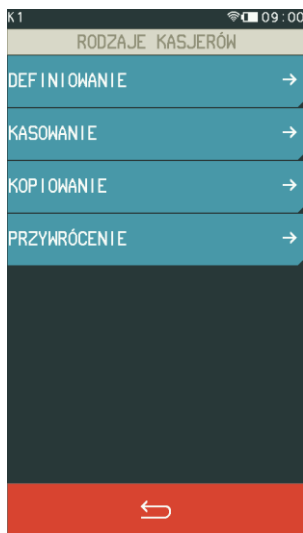 K1 09:00
RODZAJE KASJERÓW
DEFINIOWANIE
KASOWANIE
KOPIOWANIE
PRZYWRÓCENIE